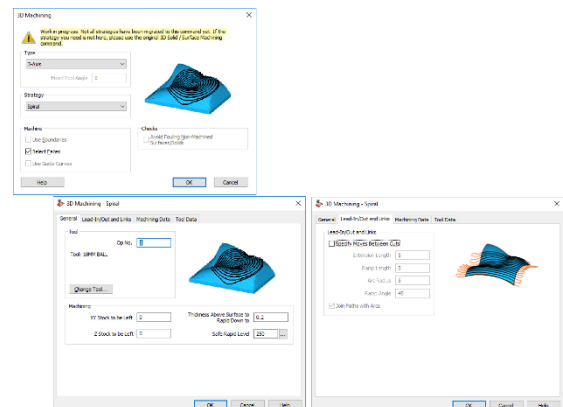 3D Machining
Work in progress. Not all strategies have been migrated to the command yet. If the
strategy you need is not here, please use the original 3D Solid / Surface Machining
command.
Type
3-Axis
Fixed Tool Angle 0
Strategy
Spiral
Machine
Use Boundaries
Select Faces
Use Guide Curves
Checks
Avoid Fouling Non-Machined
Surfaces/Solids
Help OK Cancel
3D Machining - Spiral
General Lead-In/Out and Links Machining Data Tool Data
Tool
Op No.
Tool: 10MM BALL
Change Tool...
Machining
XY Stock to be Left 0
Z Stock to be Left 0
Thickness Above Surface to
Rapid Down to 0.2
Safe Rapid Level 250 ...
OK Cancel Help
3D Machining - Spiral
General Lead-In/Out and Links Machining Data Tool Data
Lead-In/Out and Links
Specify Moves Between Cuts
Extension Length 5
Ramp Length 5
Arc Radius 5
Ramp Angle 45
Join Paths with Arcs
OK Cancel Help